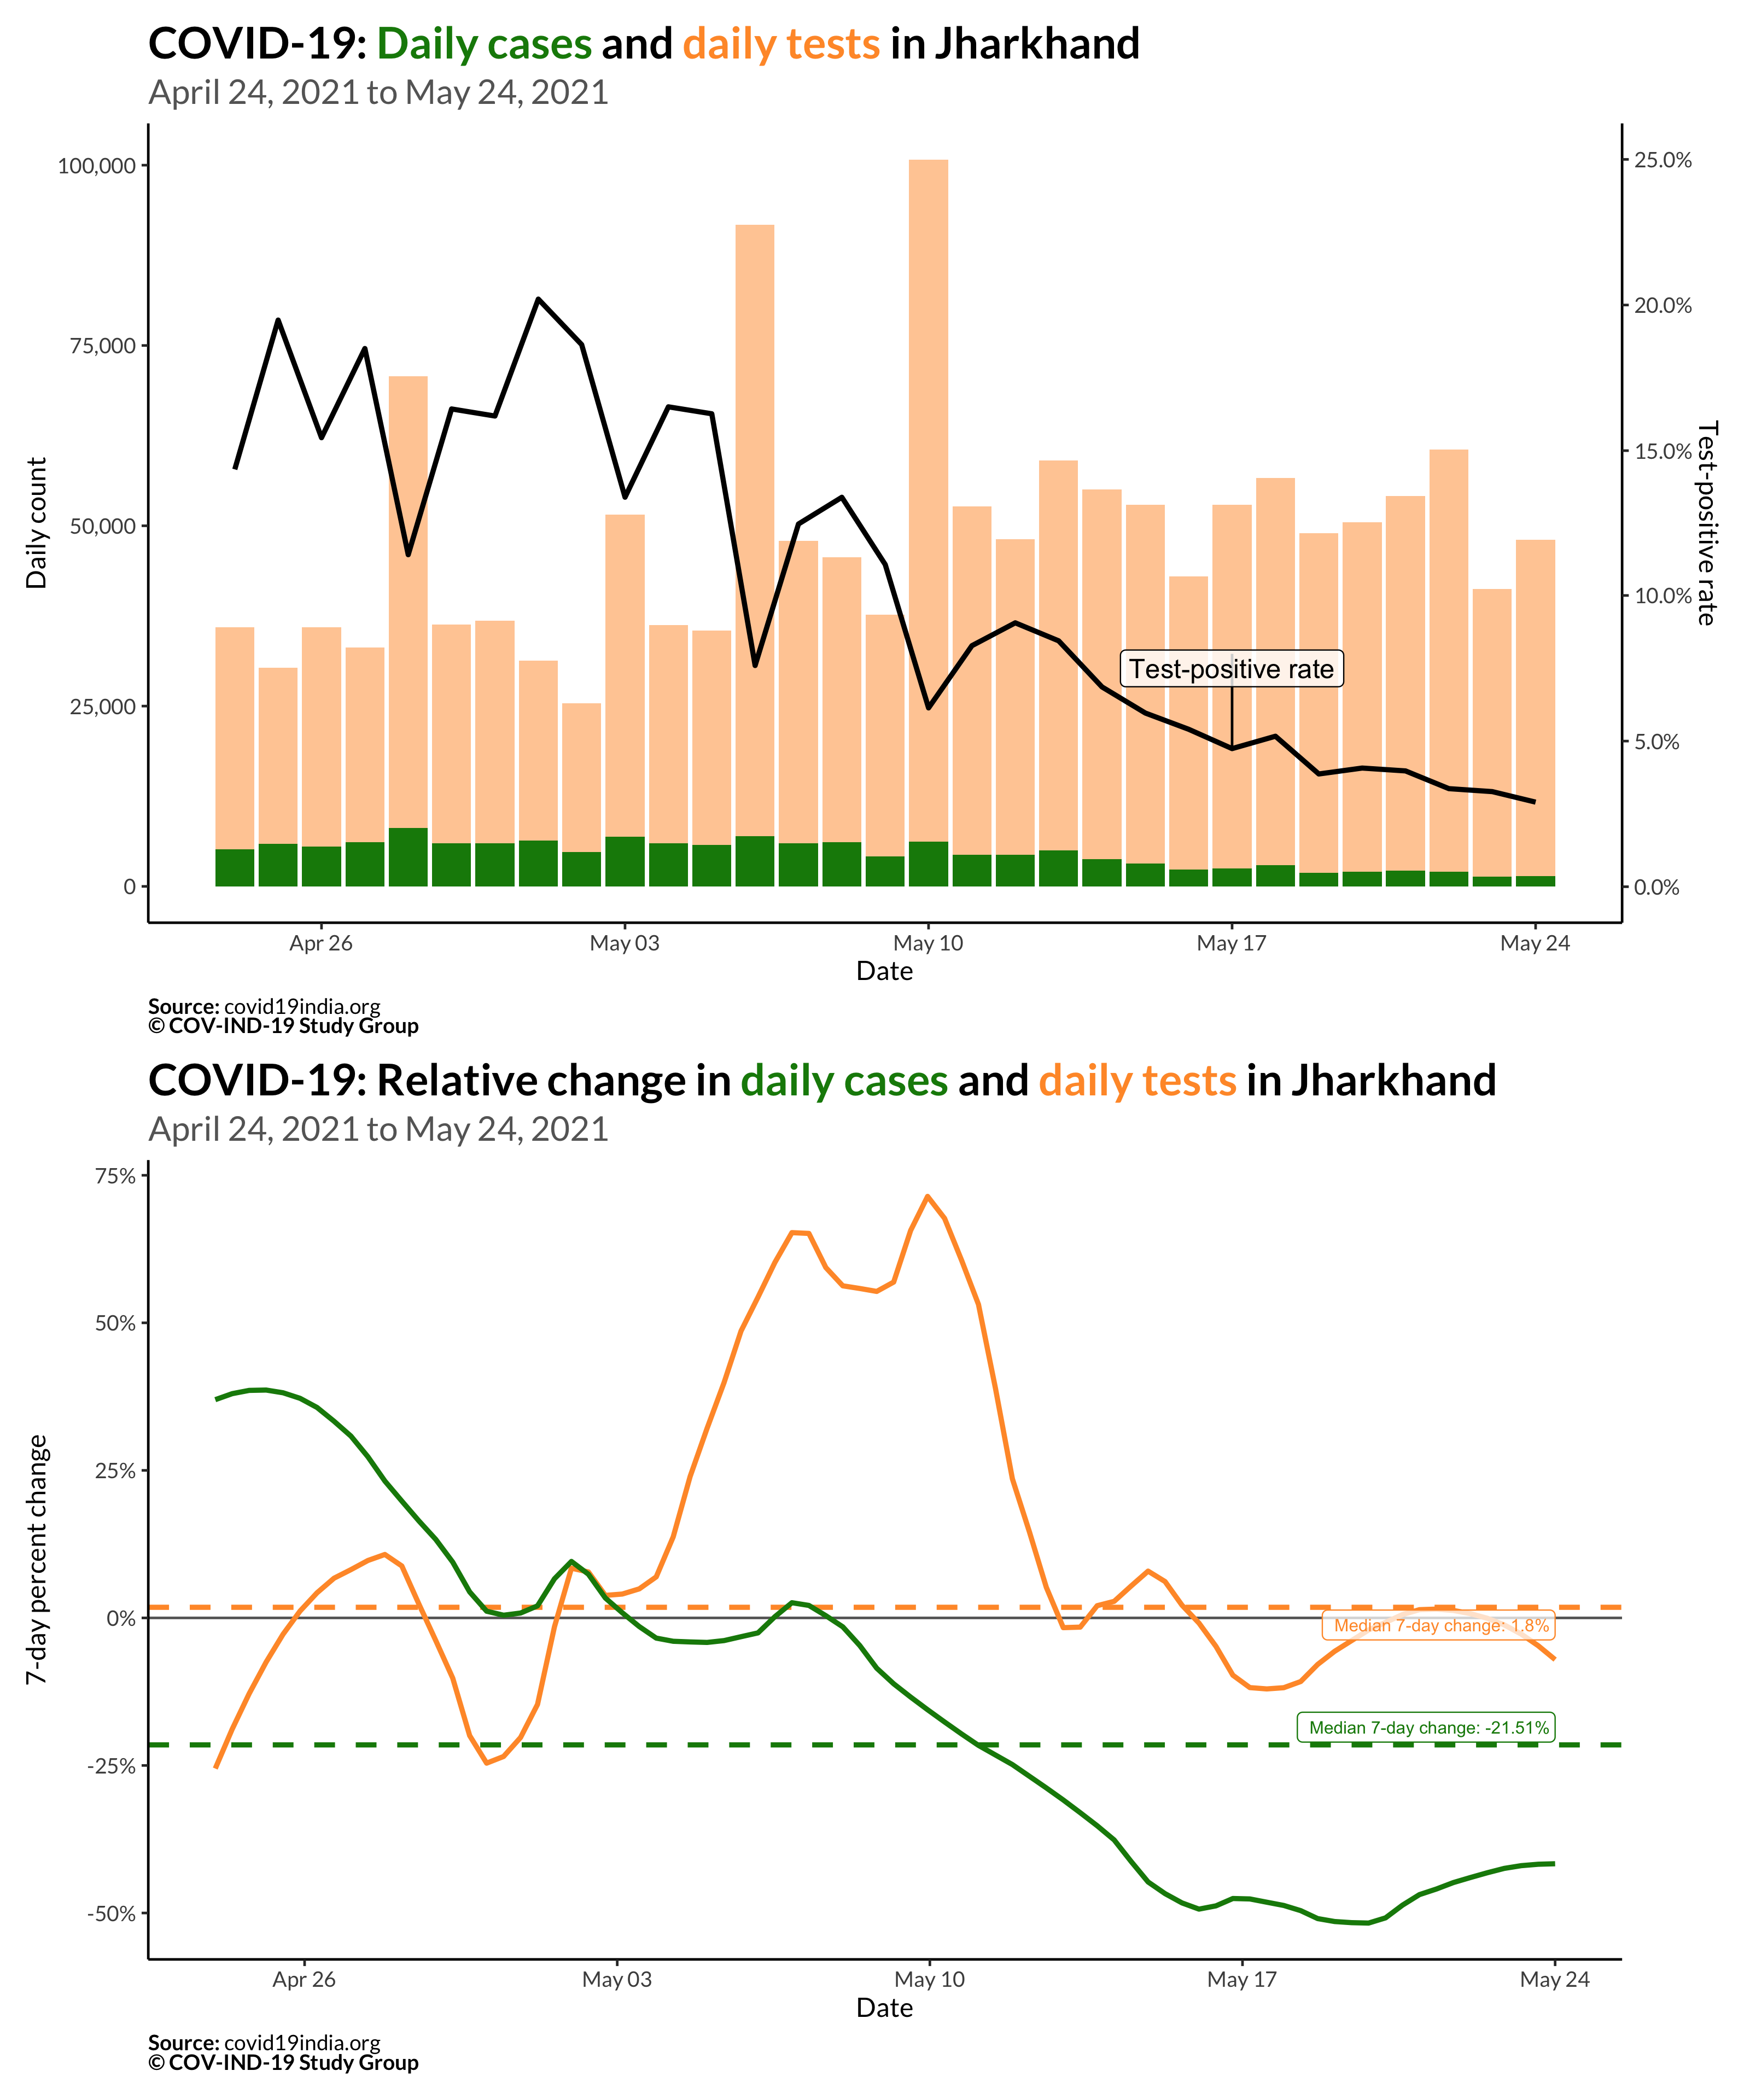 COVID-19: Daily cases and daily tests in Jharkhand
April 24, 2021 to May 24, 2021
100,000
75,000
50,000
25,000
0
Daily count
25.0%
20.0%
15.0%
10.0%
5.0%
0.0%
Test-positive rate
Test-positive rate
Apr 26
May 03
May 10
May 17
May 24
Date
Source: covid19india.org
© COV-IND-19 Study Group
COVID-19: Relative change in daily cases and daily tests in Jharkhand
April 24, 2021 to May 24, 2021
75%
50%
25%
0%
-25%
-50%
7-day percent change
Median 7-day change: 1.8%
Median 7-day change: -21.51%
Apr 26
May 03
May 10
May 17
May 24
Date
Source: covid19india.org
© COV-IND-19 Study Group